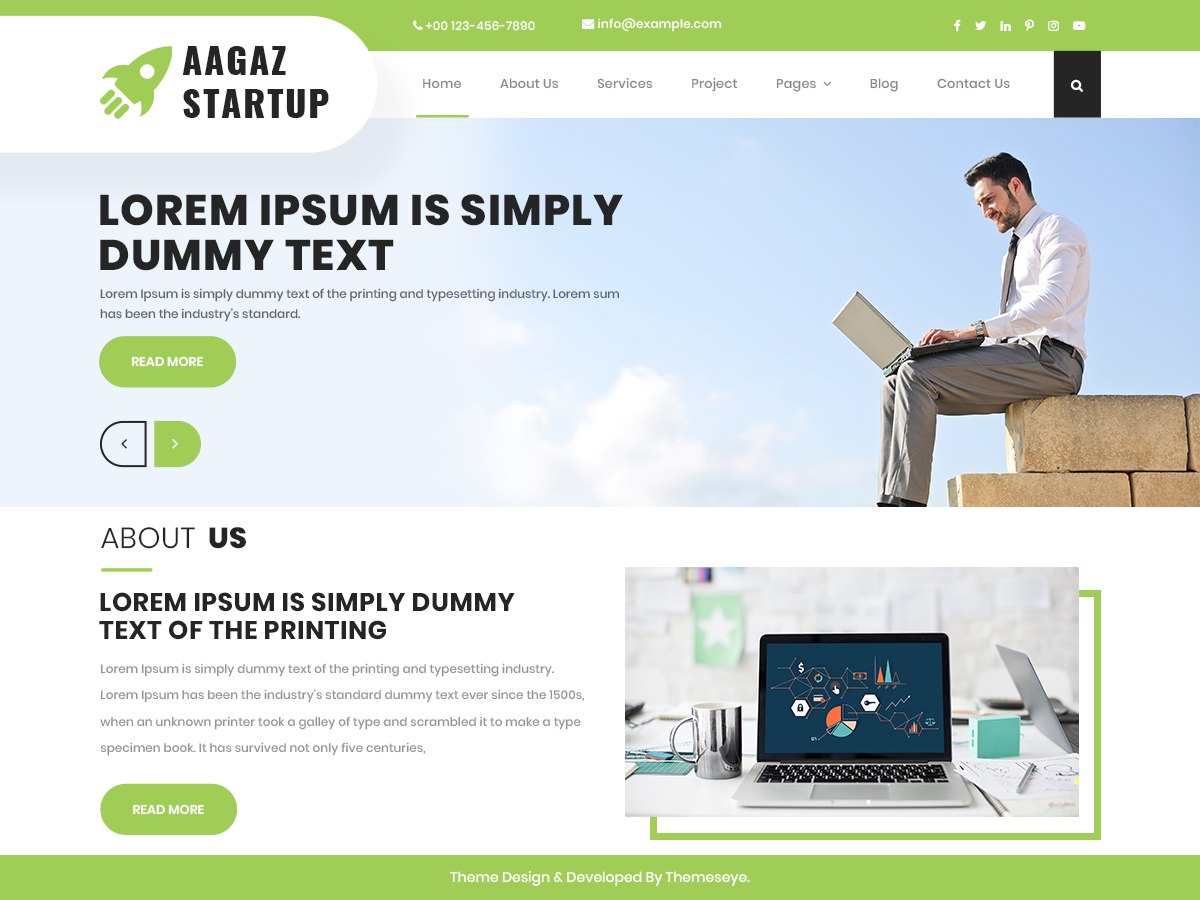 +00 123-456-7890
info@example.com
AAGAZ
STARTUP
Home
About Us
Services
Project
Pages
Blog
Contact Us
LOREM IPSUM IS SIMPLY
DUMMY TEXT
Lorem Ipsum is simply dummy text of the printing and typesetting industry. Lorem sum
has been the industry's standard.
READ MORE
ABOUT US
LOREM IPSUM IS SIMPLY DUMMY
TEXT OF THE PRINTING
Lorem Ipsum is simply dummy text of the printing and typesetting industry.
Lorem Ipsum has been the industry's standard dummy text ever since the 1500s,
when an unknown printer took a galley of type and scrambled it to make a type
specimen book. It has survived not only five centuries,
READ MORE
Theme Design & Developed By Themeseye.